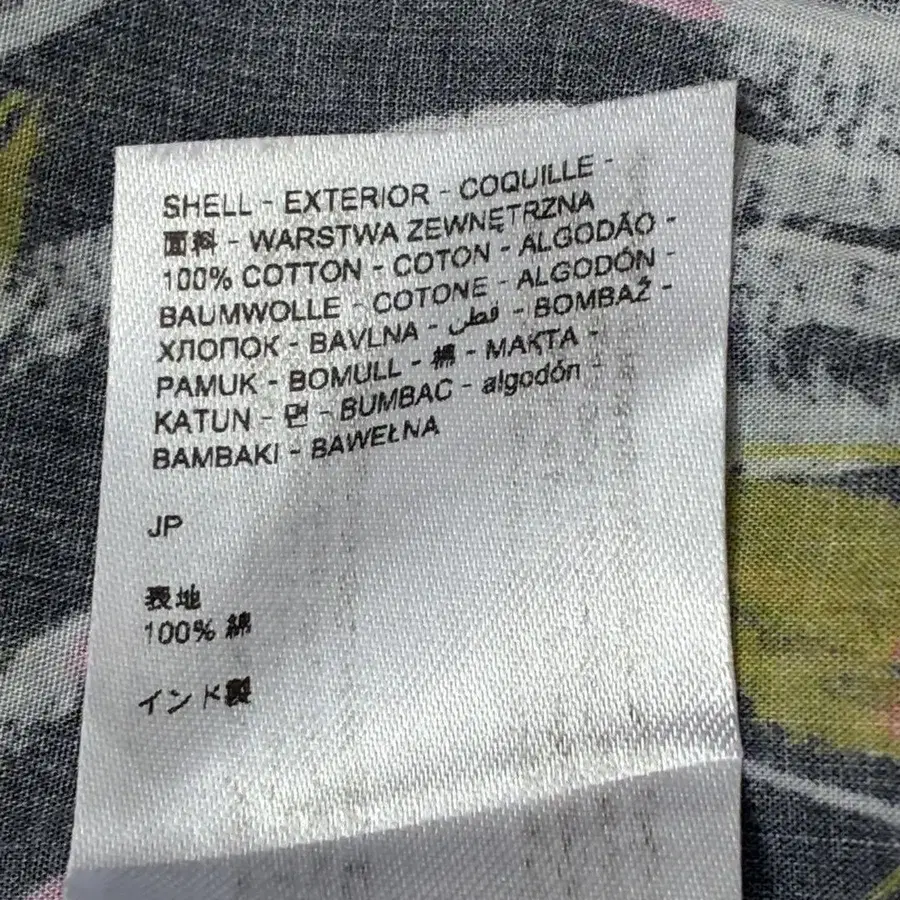 SHELL - EXTERIOR - COQUILLE -
面料 - WARSTWA ZEWNĘTRZNA
100% COTTON - COTON - ALGODÃO -
BAUMWOLLE - COTONE - ALGODÓN -
ХЛОПОК - BAVLNA - قطن - BOMBAŽ -
PAMUK - BOMULL - 綿 - МАКТА -
KATUN - 면 - BUMBAC - algodón -
BAMBAKI - BAWEŁNA
JP
表地
100% 綿
インド製